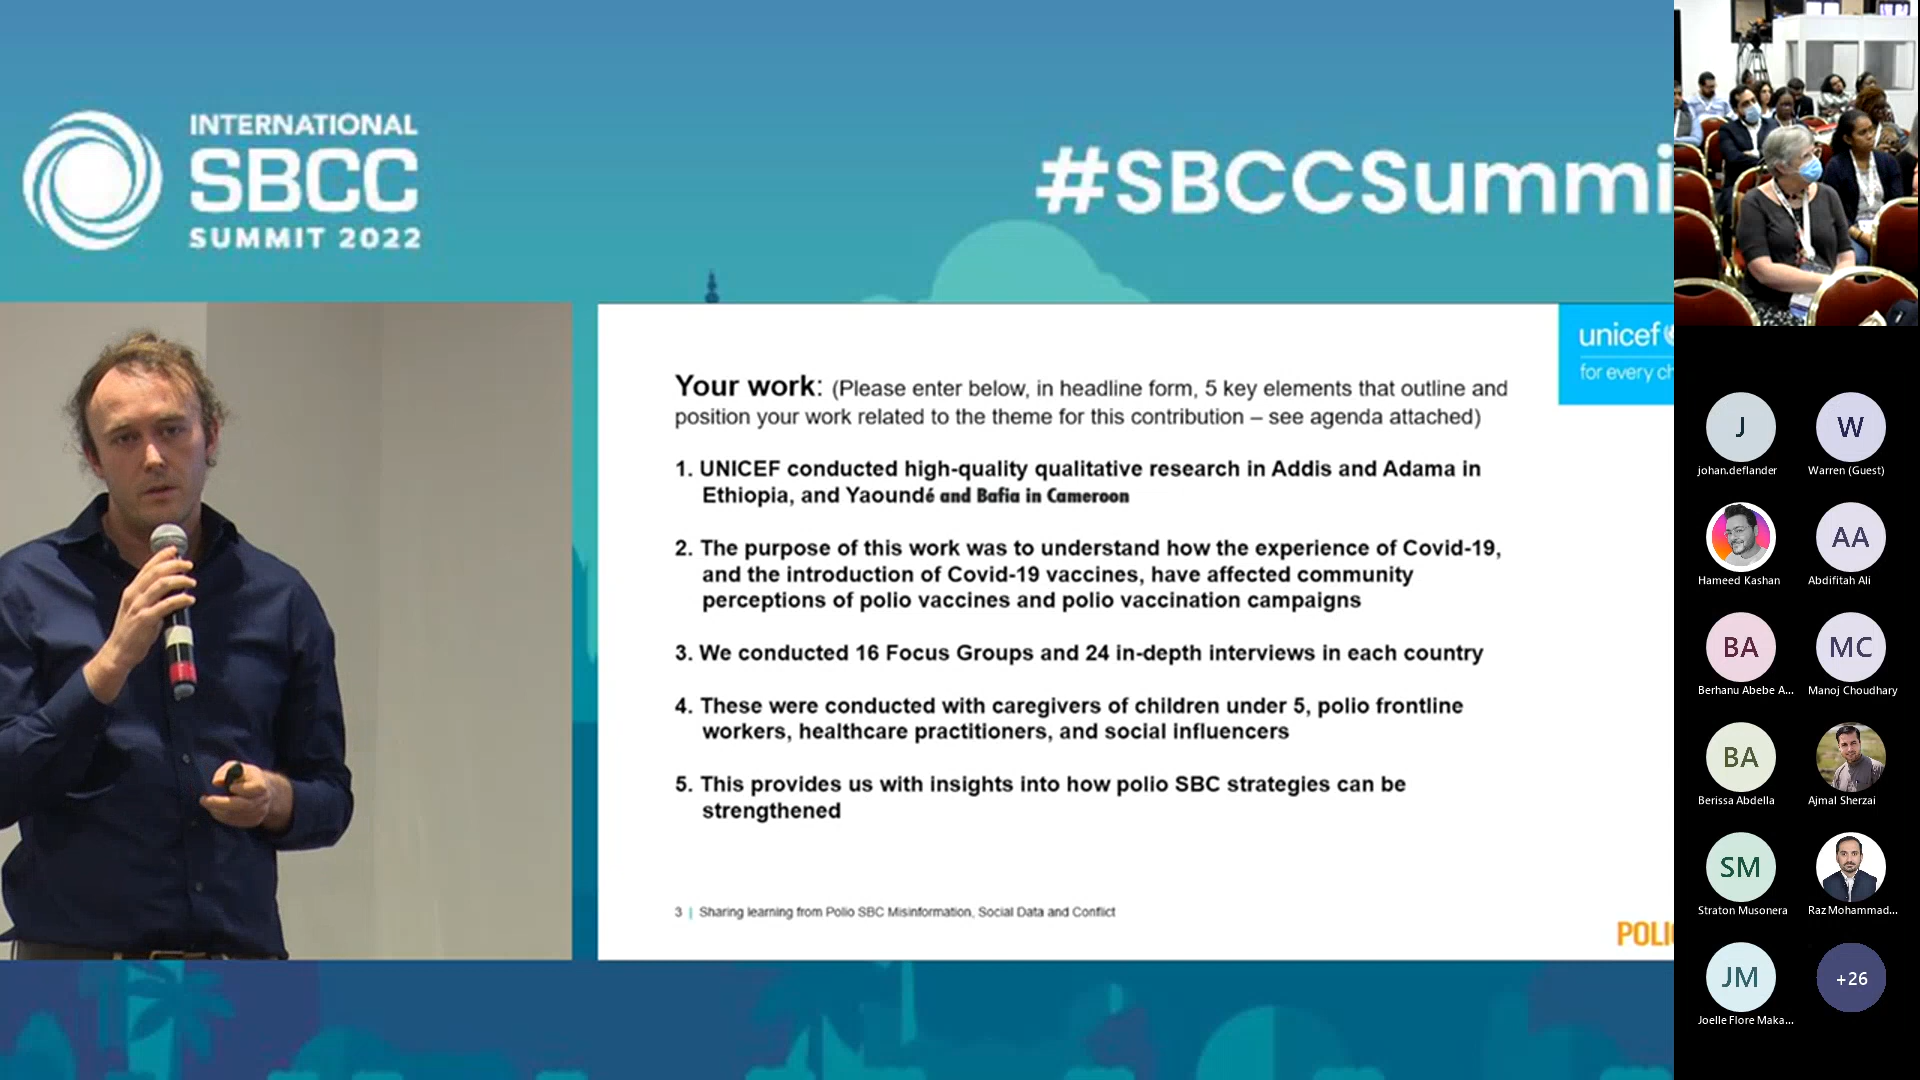 INTERNATIONAL
SBCC
SUMMIT 2022
#SBCCSummi
unicef
for every ch
Your work: (Please enter below, in headline form, 5 key elements that outline and
position your work related to the theme for this contribution – see agenda attached)
1. UNICEF conducted high-quality qualitative research in Addis and Adama in
Ethiopia, and Yaoundé and Bafia in Cameroon
2. The purpose of this work was to understand how the experience of Covid-19,
and the introduction of Covid-19 vaccines, have affected community
perceptions of polio vaccines and polio vaccination campaigns
3. We conducted 16 Focus Groups and 24 in-depth interviews in each country
4. These were conducted with caregivers of children under 5, polio frontline
workers, healthcare practitioners, and social influencers
5. This provides us with insights into how polio SBC strategies can be
strengthened
3 | Sharing learning from Polio SBC Misinformation, Social Data and Conflict
POLI
J
W
johan.deflander
Warren (Guest)
AA
Hameed Kashan
Abdifitah Ali
BA
MC
Berhanu Abebe A...
Manoj Choudhary
BA
Berissa Abdella
Ajmal Sherzai
SM
Straton Musonera
Raz Mohammad...
JM
+26
Joelle Flore Maka...